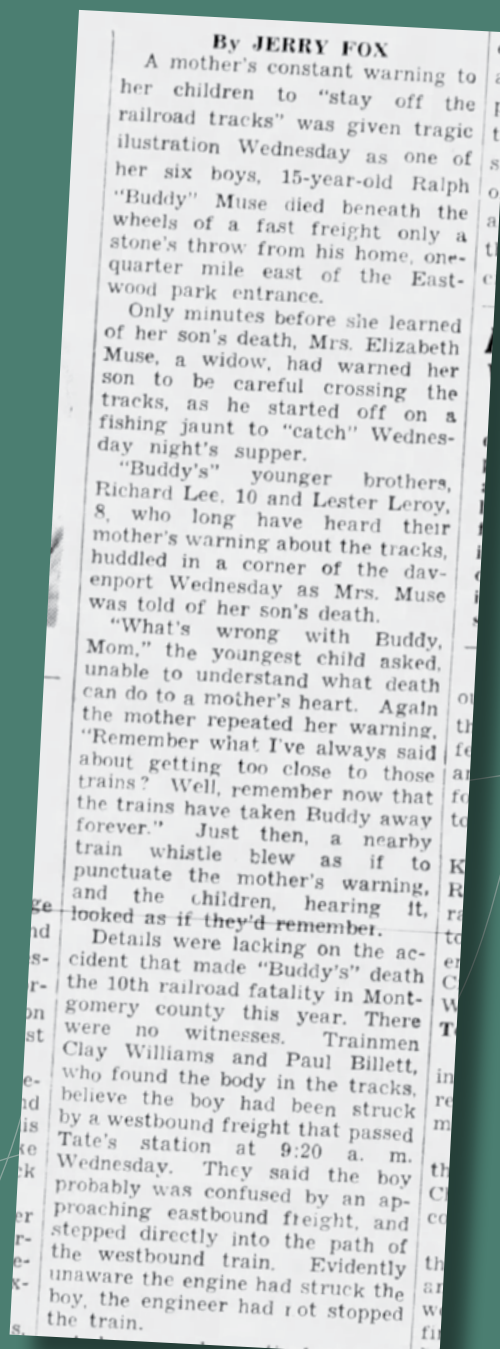 By JERRY FOX
A mother's constant warning to
her children to "stay off the
railroad tracks" was given tragic
ilustration Wednesday as one of
her six boys, 15-year-old Ralph
"Buddy" Muse died beneath the
wheels of a fast freight only a
stone's throw from his home, one-
quarter mile east of the East-
wood park entrance.
Only minutes before she learned
of her son's death, Mrs. Elizabeth
Muse, a widow, had warned her
son to be careful crossing the
tracks, as he started off on a
fishing jaunt to "catch" Wednes-
day night's supper.
"Buddy's" younger brothers,
Richard Lee, 10 and Lester Leroy,
8, who long have heard their
mother's warning about the tracks,
huddled in a corner of the dav-
enport Wednesday as Mrs. Muse
was told of her son's death.
"What's wrong with Buddy,
Mom," the youngest child asked,
unable to understand what death
can do to a mother's heart. Again
the mother repeated her warning,
"Remember what I've always said
about getting too close to those
trains? Well, remember now that
the trains have taken Buddy away
forever." Just then, a nearby
train whistle blew as if to
punctuate the mother's warning,
and the children, hearing it,
looked as if they'd remember.
Details were lacking on the ac-
cident that made "Buddy's" death
the 10th railroad fatality in Mont-
gomery county this year. There
were no witnesses. Trainmen
Clay Williams and Paul Billett,
who found the body in the tracks,
believe the boy had been struck
by a westbound freight that passed
Tate's station at 9:20 a. m.
Wednesday. They said the boy
probably was confused by an ap-
proaching eastbound freight, and
stepped directly into the path of
the westbound train. Evidently
unaware the engine had struck the
boy, the engineer had not stopped
the train.